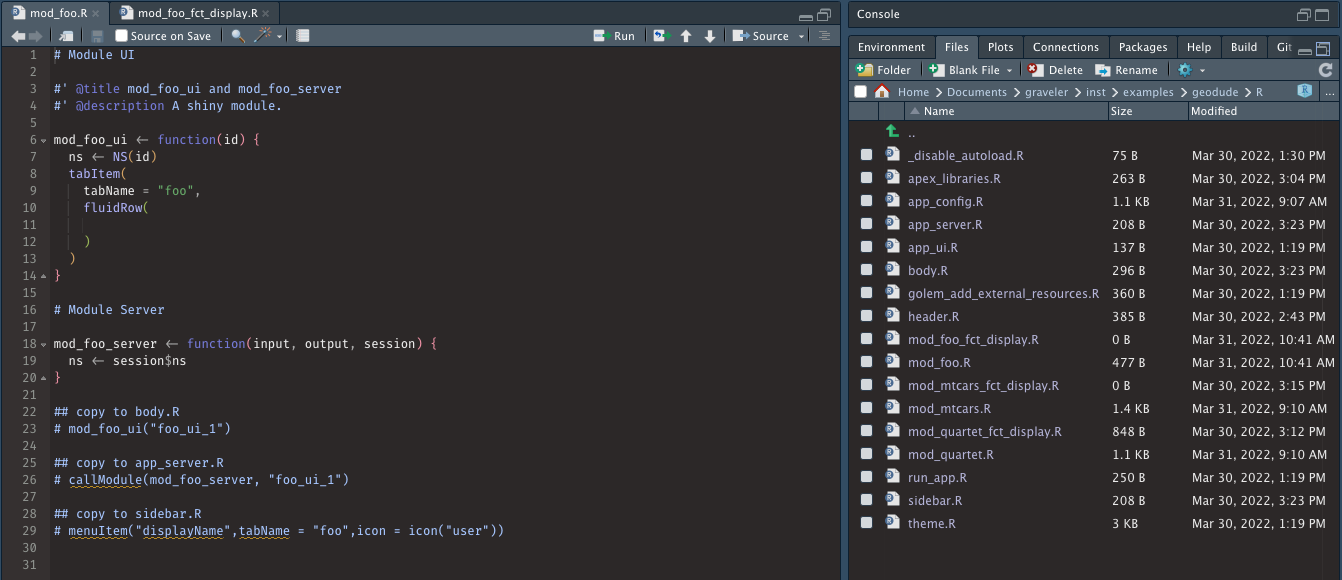 mod_foo.R mod_foo_fct_display.R
Source on Save Run Source
1 # Module UI
2
3 #' @title mod_foo_ui and mod_foo_server
4 #' @description A shiny module.
5
6 mod_foo_ui <- function(id) {
7 ns <- NS(id)
8 tabItem(
9 tabName = "foo",
10 fluidRow(
11
12 )
13 )
14 }
15
16 # Module Server
17
18 mod_foo_server <- function(input, output, session) {
19 ns <- session$ns
20 }
21
22 ## copy to body.R
23 # mod_foo_ui("foo_ui_1")
24
25 ## copy to app_server.R
26 # callModule(mod_foo_server, "foo_ui_1")
27
28 ## copy to sidebar.R
29 # menuItem("displayName",tabName = "foo",icon = icon("user"))
30
31
Console
Environment Files Plots Connections Packages Help Build Git
Folder Blank File Delete Rename
Home > Documents > graveler > inst > examples > geodude > R ...
Name Size Modified
..
_disable_autoload.R 75 B Mar 30, 2022, 1:30 PM
apex_libraries.R 263 B Mar 30, 2022, 3:04 PM
app_config.R 1.1 KB Mar 31, 2022, 9:07 AM
app_server.R 208 B Mar 30, 2022, 3:23 PM
app_ui.R 137 B Mar 30, 2022, 1:19 PM
body.R 296 B Mar 30, 2022, 3:23 PM
golem_add_external_resources.R 360 B Mar 30, 2022, 1:19 PM
header.R 385 B Mar 30, 2022, 2:43 PM
mod_foo_fct_display.R 0 B Mar 31, 2022, 10:41 AM
mod_foo.R 477 B Mar 31, 2022, 10:41 AM
mod_mtcars_fct_display.R 0 B Mar 30, 2022, 3:15 PM
mod_mtcars.R 1.4 KB Mar 31, 2022, 9:10 AM
mod_quartet_fct_display.R 848 B Mar 30, 2022, 3:12 PM
mod_quartet.R 1.1 KB Mar 31, 2022, 9:10 AM
run_app.R 250 B Mar 30, 2022, 1:19 PM
sidebar.R 208 B Mar 30, 2022, 3:23 PM
theme.R 3 KB Mar 30, 2022, 1:19 PM